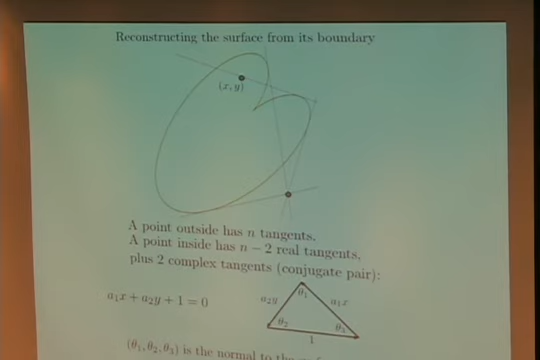 Reconstructing the surface from its boundary
(x, y)
A point outside has n tangents.
A point inside has n − 2 real tangents,
plus 2 complex tangents (conjugate pair):
a₁x + a₂y + 1 = 0
a₂y
θ₁
a₁x
θ₂
θ₃
1
(θ₁, θ₂, θ₃) is the normal to the